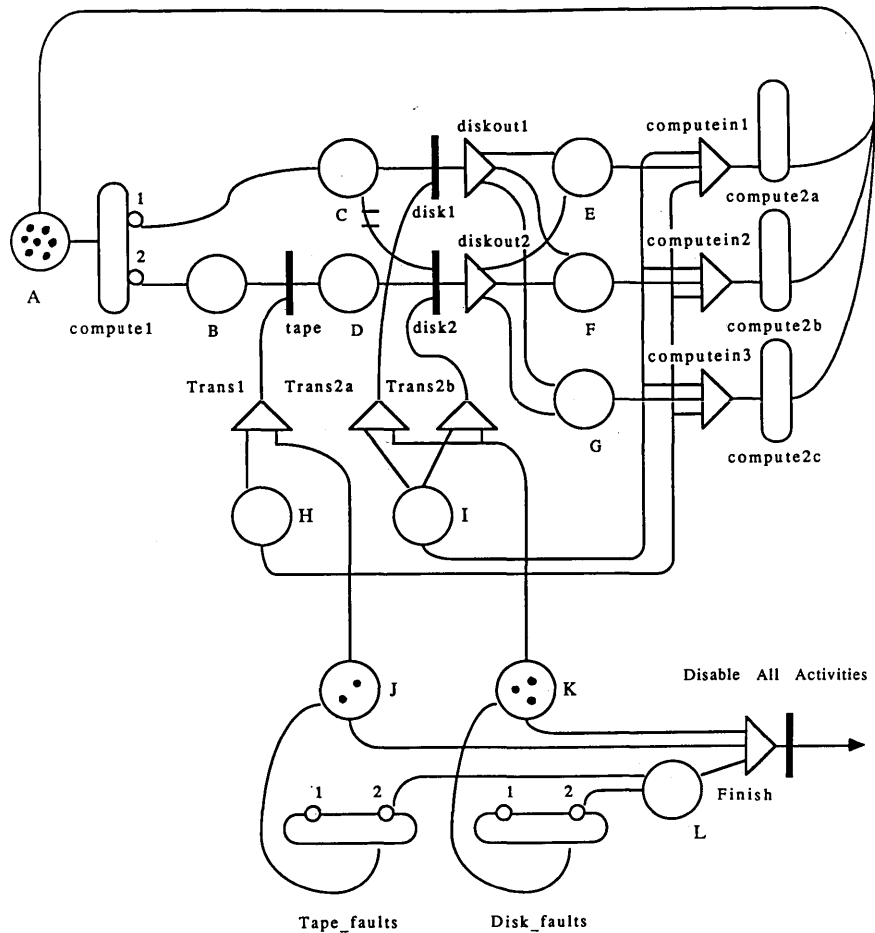 diskout1
computein1
1
C
disk1
E
compute2a
2
diskout2
computein2
A
compute1
B
tape
D
disk2
F
compute2b
computein3
Trans1
Trans2a
Trans2b
G
compute2c
H
I
J
K
Disable All Activities
1
2
1
2
Finish
L
Tape_faults
Disk_faults